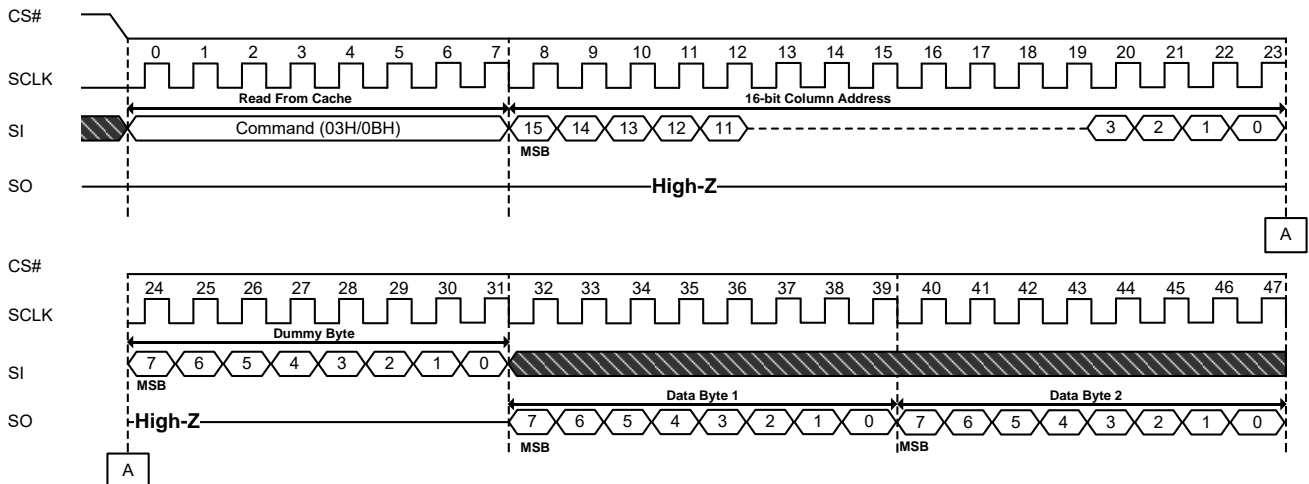 CS#
0 1 2 3 4 5 6 7 8 9 10 11 12 13 14 15 16 17 18 19 20 21 22 23
SCLK
Read From Cache 16-bit Column Address
SI Command (03H/0BH) 15 14 13 12 11 3 2 1 0
MSB
SO High-Z
A
CS#
24 25 26 27 28 29 30 31 32 33 34 35 36 37 38 39 40 41 42 43 44 45 46 47
SCLK
Dummy Byte
SI 7 6 5 4 3 2 1 0
MSB
Data Byte 1 Data Byte 2
SO High-Z 7 6 5 4 3 2 1 0 7 6 5 4 3 2 1 0
MSB MSB
A